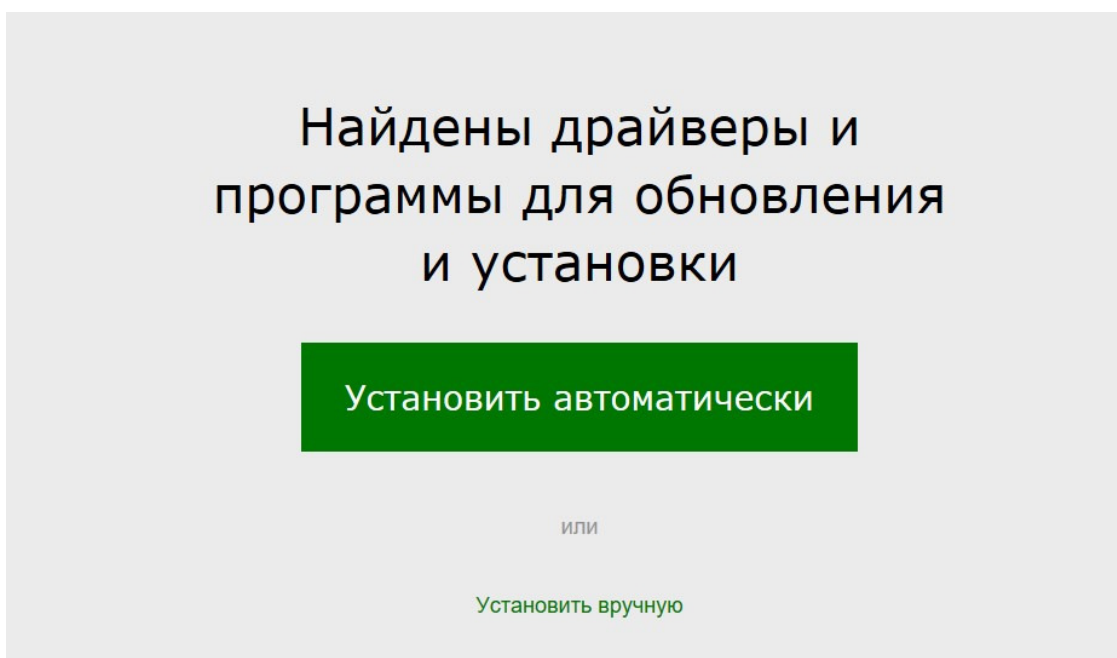 Найдены драйверы и
программы для обновления
и установки
Установить автоматически
или
Установить вручную